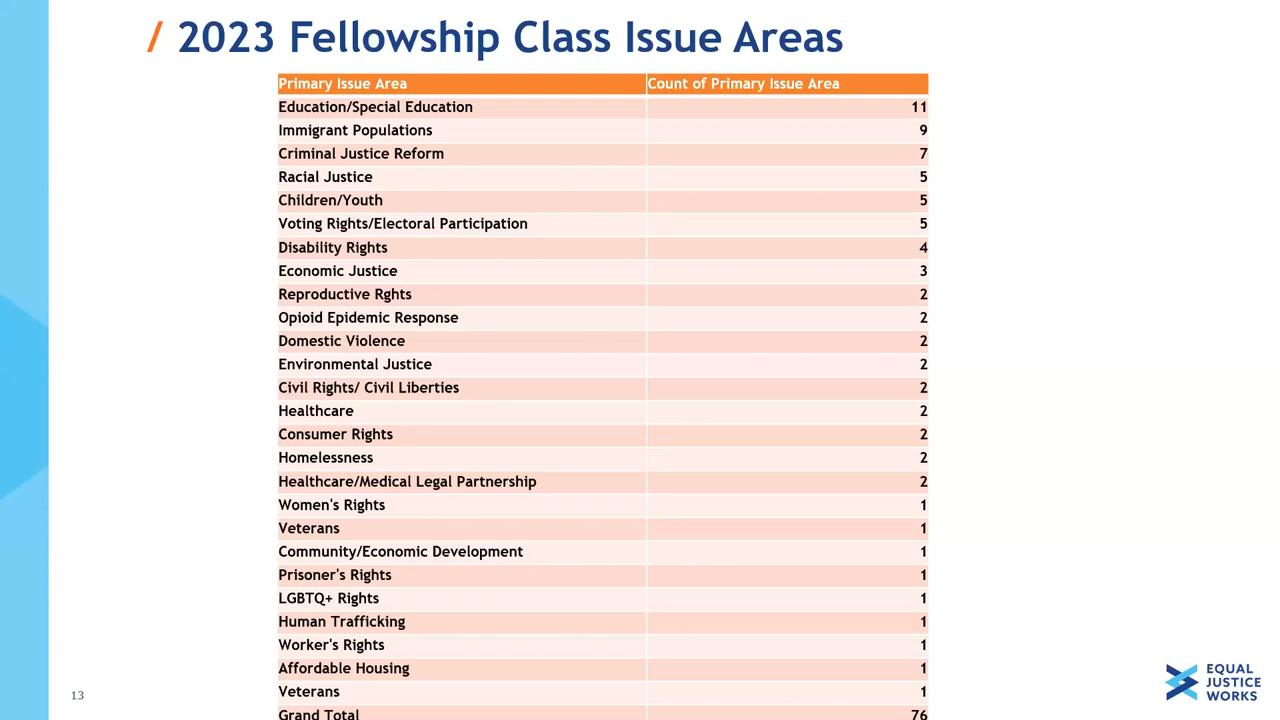 / 2023 Fellowship Class Issue Areas
Primary Issue Area Count of Primary Issue Area
Education/Special Education 11
Immigrant Populations 9
Criminal Justice Reform 7
Racial Justice 5
Children/Youth 5
Voting Rights/Electoral Participation 5
Disability Rights 4
Economic Justice 3
Reproductive Rghts 2
Opioid Epidemic Response 2
Domestic Violence 2
Environmental Justice 2
Civil Rights/ Civil Liberties 2
Healthcare 2
Consumer Rights 2
Homelessness 2
Healthcare/Medical Legal Partnership 2
Women's Rights 1
Veterans 1
Community/Economic Development 1
Prisoner's Rights 1
LGBTQ+ Rights 1
Human Trafficking 1
Worker's Rights 1
Affordable Housing 1
Veterans 1
Grand Total 76
13
EQUAL
JUSTICE
WORKS